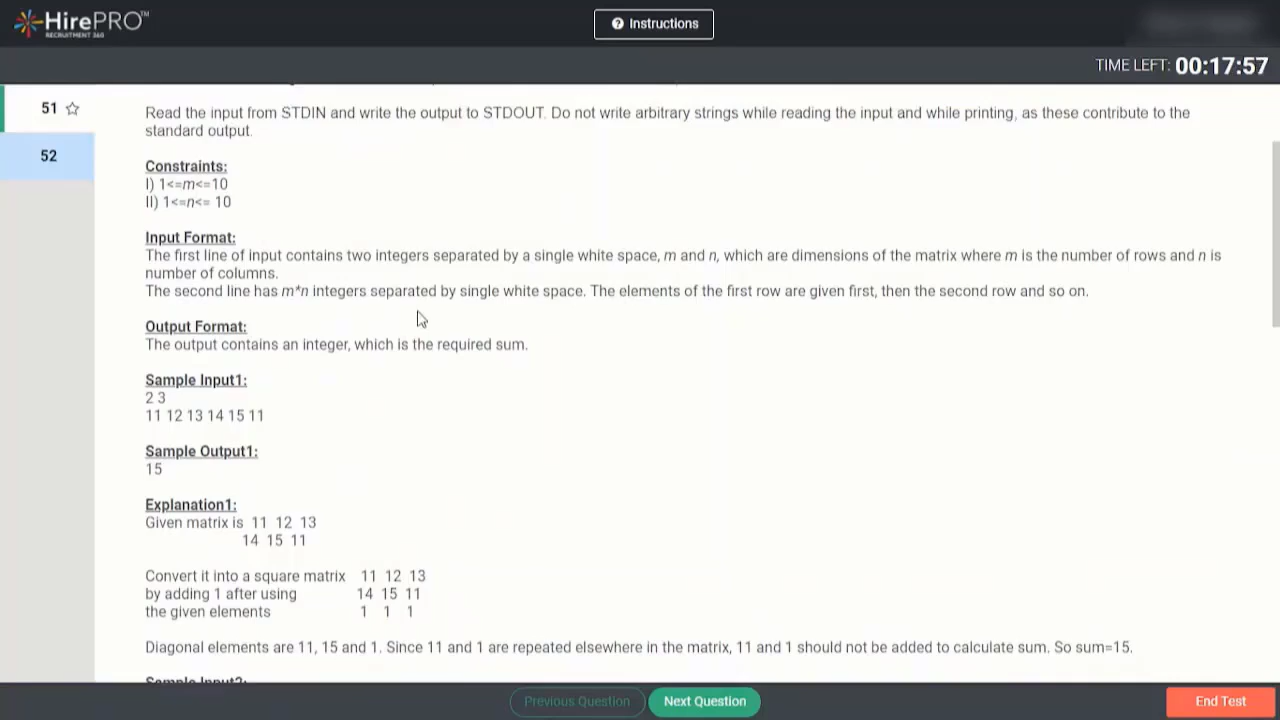 HirePRO™
RECRUITMENT 360
Instructions
TIME LEFT: 00:17:57
51
52
Read the input from STDIN and write the output to STDOUT. Do not write arbitrary strings while reading the input and while printing, as these contribute to the
standard output.
Constraints:
I) 1<=m<=10
II) 1<=n<= 10
Input Format:
The first line of input contains two integers separated by a single white space, m and n, which are dimensions of the matrix where m is the number of rows and n is
number of columns.
The second line has m*n integers separated by single white space. The elements of the first row are given first, then the second row and so on.
Output Format:
The output contains an integer, which is the required sum.
Sample Input1:
2 3
11 12 13 14 15 11
Sample Output1:
15
Explanation1:
Given matrix is 11 12 13
14 15 11
Convert it into a square matrix 11 12 13
by adding 1 after using 14 15 11
the given elements 1 1 1
Diagonal elements are 11, 15 and 1. Since 11 and 1 are repeated elsewhere in the matrix, 11 and 1 should not be added to calculate sum. So sum=15.
Sample Input2:
Previous Question
Next Question
End Test